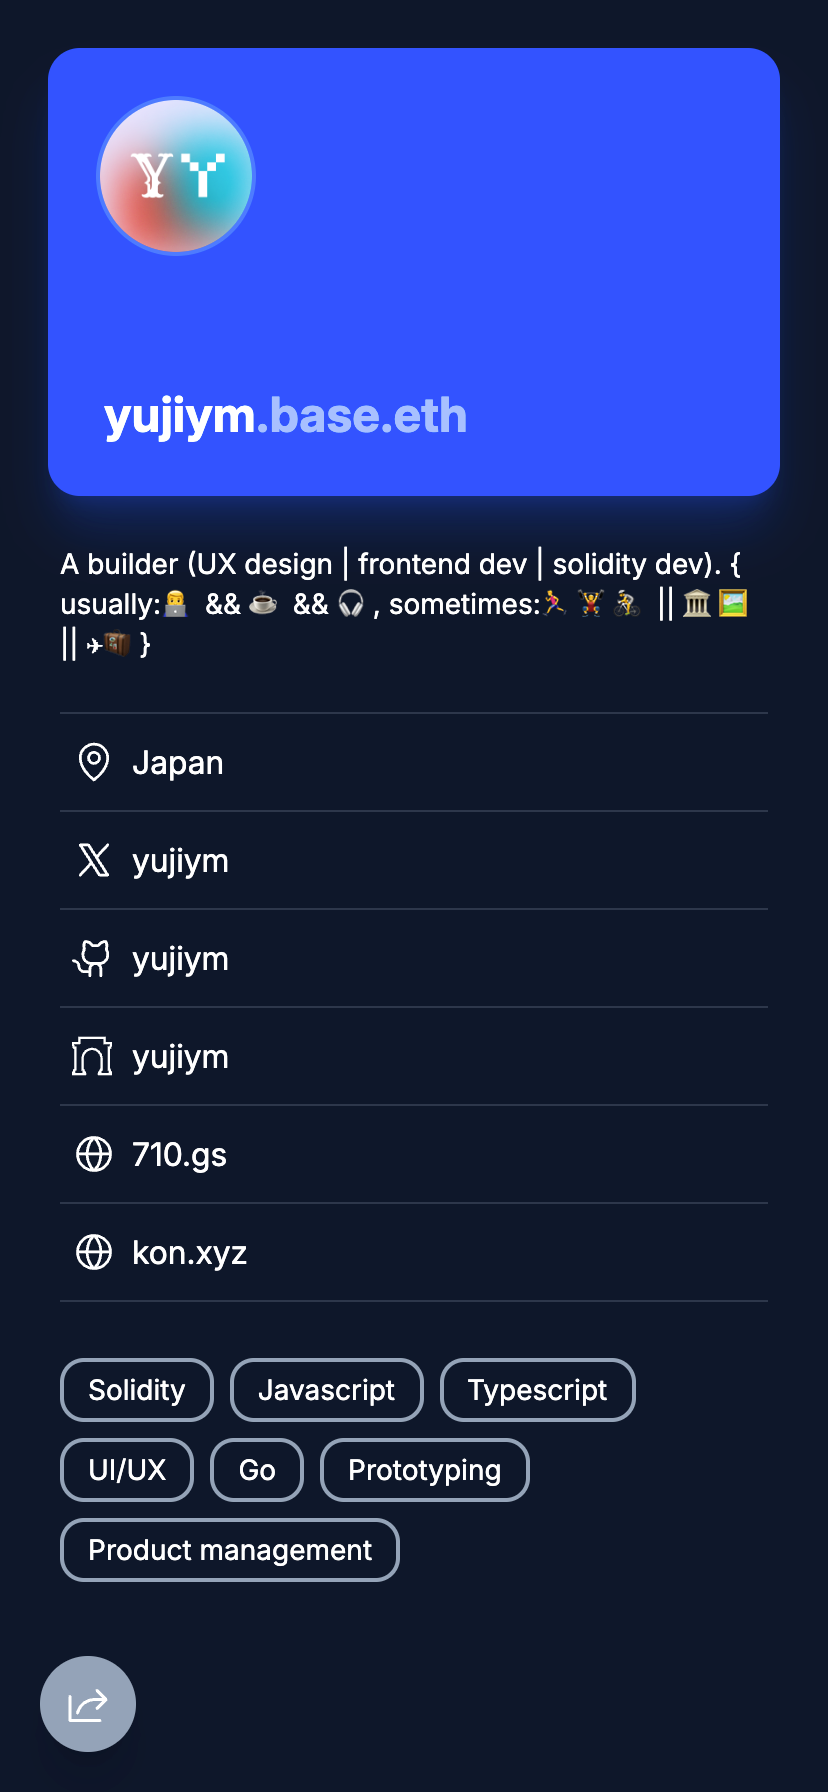 YY
yujiym.base.eth
A builder (UX design | frontend dev | solidity dev). {
usually:👨‍💻 && ☕ && 🎧 , sometimes:🏃 🏋️ 🚴 || 🏛️ 🖼️
|| ✈🧳 }
Japan
yujiym
yujiym
yujiym
710.gs
kon.xyz
Solidity
Javascript
Typescript
UI/UX
Go
Prototyping
Product management